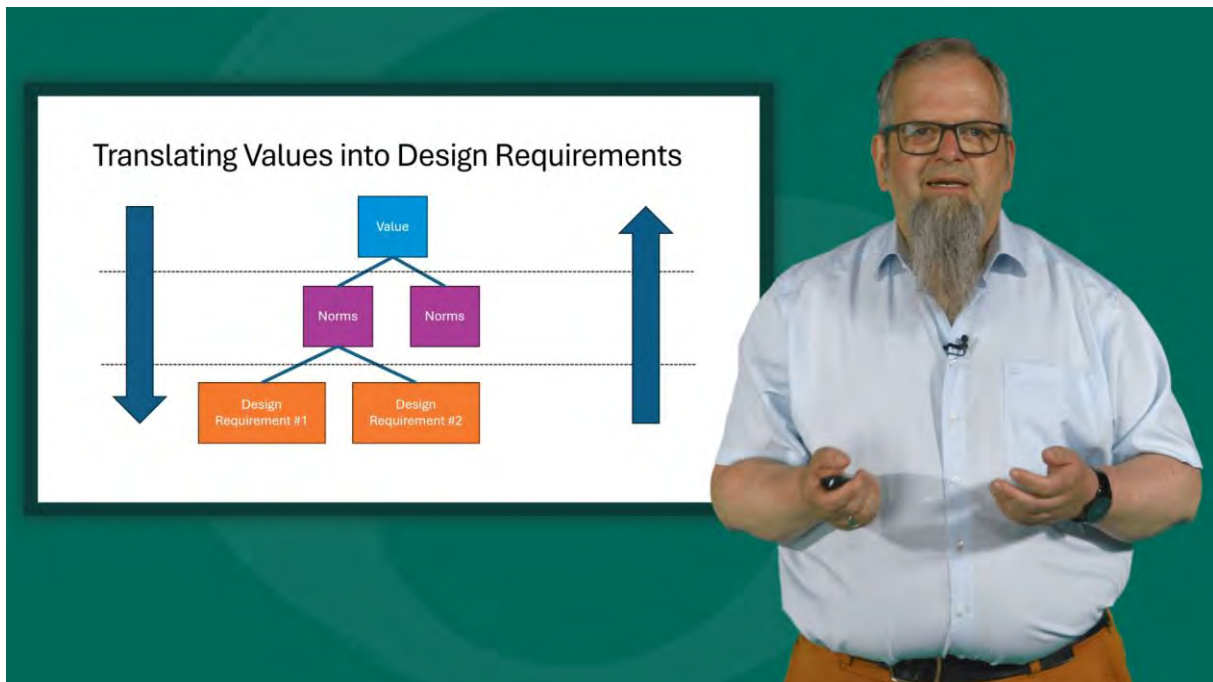 Translating Values into Design Requirements
Value
Norms
Norms
Design
Requirement #1
Design
Requirement #2